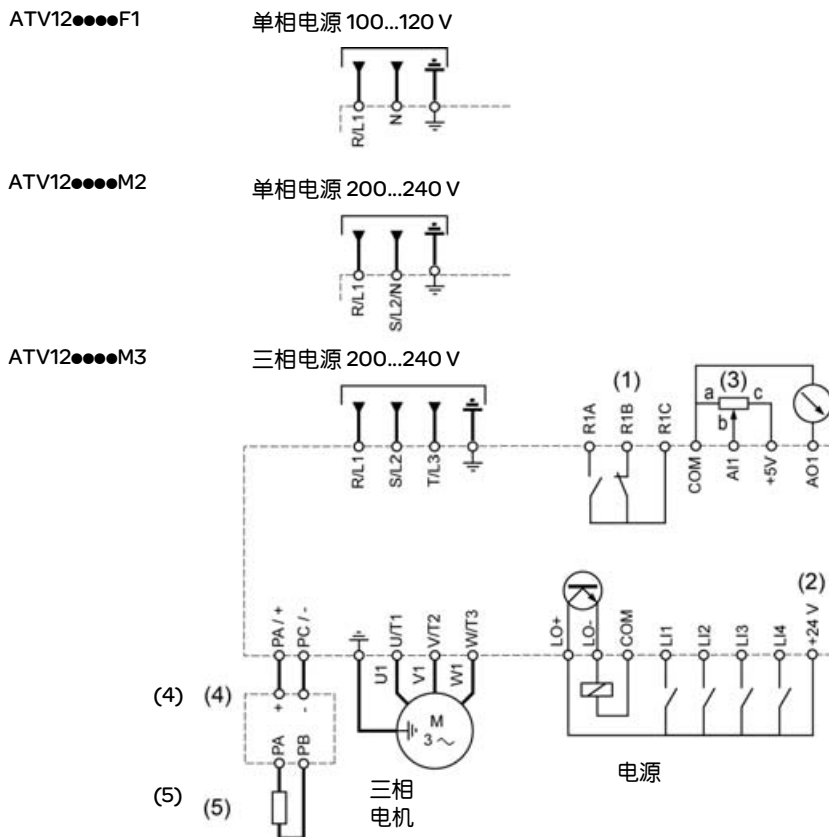 ATV12●●●●F1
单相电源 100...120 V
R/L1
N
ATV12●●●●M2
单相电源 200...240 V
R/L1
S/L2/N
ATV12●●●●M3
三相电源 200...240 V
(1)
(3)
a
c
b
R/L1
S/L2
T/L3
R1A
R1B
R1C
COM
AI1
+5V
AO1
(2)
PA / +
PC / -
U/T1
V/T2
W/T3
LO+
LO-
COM
LI1
LI2
LI3
LI4
+24 V
U1
V1
W1
(4)
(4)
+
-
M
3 ~
PA
PB
电源
(5)
(5)
三相
电机